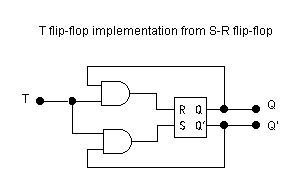 T flip-flop implementation from S-R flip-flop
T
R Q
S Q'
Q
Q'